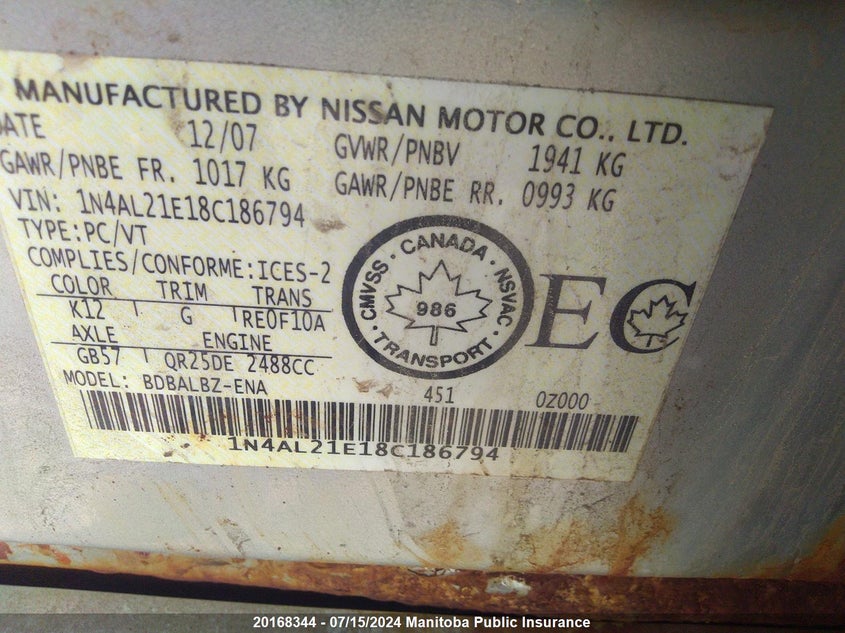 MANUFACTURED BY NISSAN MOTOR CO., LTD.
DATE 12/07 GVWR/PNBV 1941 KG
GAWR/PNBE FR. 1017 KG GAWR/PNBE RR. 0993 KG
VIN: 1N4AL21E18C186794
TYPE:PC/VT
COMPLIES/CONFORME:ICES-2
COLOR TRIM TRANS
K12 G RE0F10A
AXLE ENGINE
GB57 QR25DE 2488CC
MODEL: BDBALBZ-ENA
CANADA · NSVAC · TRANSPORT · CMVSS ·
986
EC
451 0Z000
1N4AL21E18C186794
20168344 - 07/15/2024 Manitoba Public Insurance